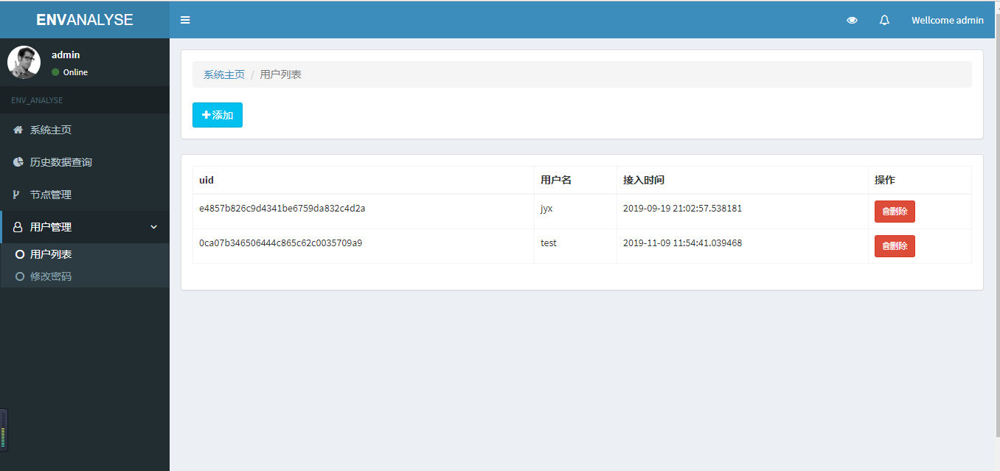 ENVANALYSE
Wellcome admin
admin
Online
ENV_ANALYSE
系统主页
历史数据查询
节点管理
用户管理
用户列表
修改密码
系统主页 / 用户列表
添加
uid 用户名 接入时间 操作
e4857b826c9d4341be6759da832c4d2a jyx 2019-09-19 21:02:57.538181 删除
0ca07b346506444c865c62c0035709a9 test 2019-11-09 11:54:41.039468 删除